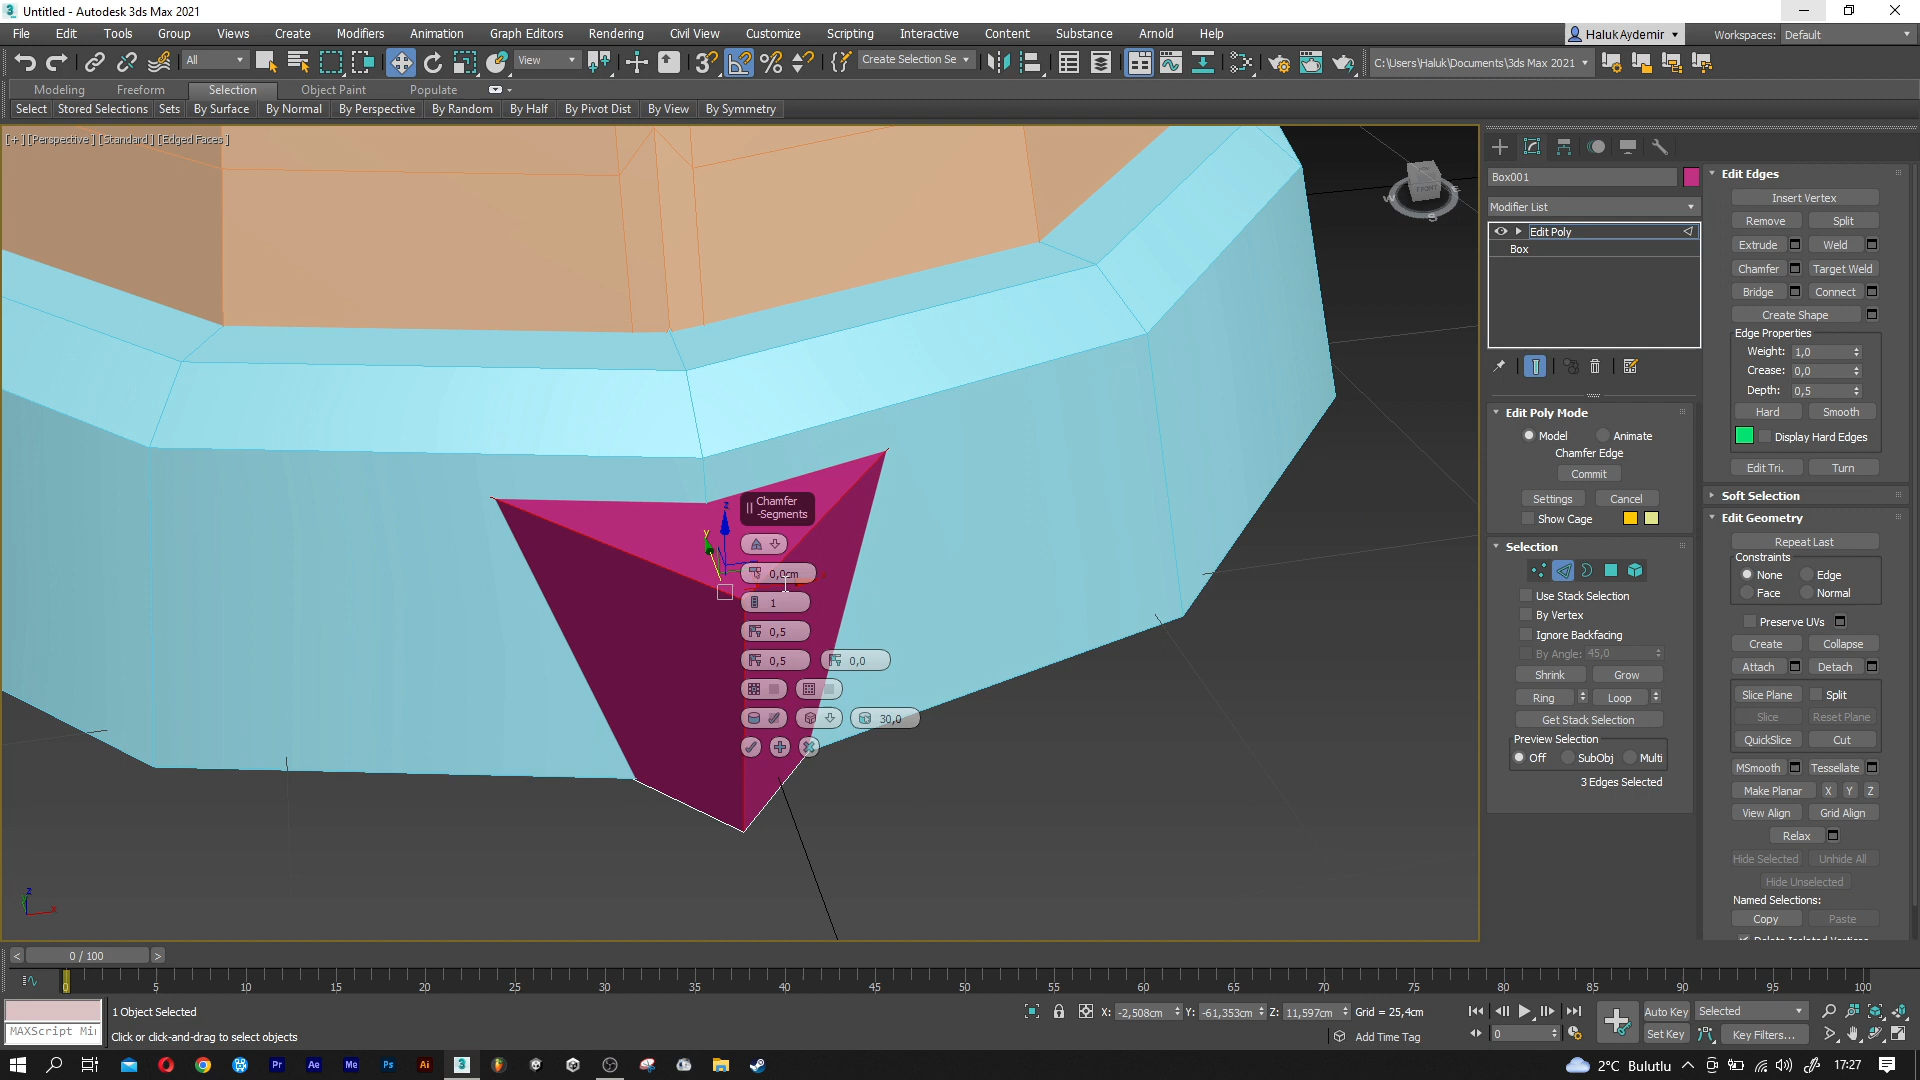 Untitled - Autodesk 3ds Max 2021
File Edit Tools Group Views Create Modifiers Animation Graph Editors Rendering Civil View Customize Scripting Interactive Content Substance Arnold Help
Haluk Aydemir Workspaces: Default
All View Create Selection Se C:\Users\Haluk\Documents\3ds Max 2021
Modeling Freeform Selection Object Paint Populate
Select Stored Selections Sets By Surface By Normal By Perspective By Random By Half By Pivot Dist By View By Symmetry
[+] [Perspective] [Standard] [Edged Faces]
FRONT
W S E
Chamfer
-Segments
0,0cm
1
0,5
0,5 0,0
30,0
z
y
z
x
Box001
Modifier List
Edit Poly
Box
Edit Poly Mode
Model Animate
Chamfer Edge
Commit
Settings Cancel
Show Cage
Selection
Use Stack Selection
By Vertex
Ignore Backfacing
By Angle: 45,0
Shrink Grow
Ring Loop
Get Stack Selection
Preview Selection
Off SubObj Multi
3 Edges Selected
Edit Edges
Insert Vertex
Remove Split
Extrude Weld
Chamfer Target Weld
Bridge Connect
Create Shape
Edge Properties
Weight: 1,0
Crease: 0,0
Depth: 0,5
Hard Smooth
Display Hard Edges
Edit Tri. Turn
Soft Selection
Edit Geometry
Repeat Last
Constraints
None Edge
Face Normal
Preserve UVs
Create Collapse
Attach Detach
Slice Plane Split
Slice Reset Plane
QuickSlice Cut
MSmooth Tessellate
Make Planar X Y Z
View Align Grid Align
Relax
Hide Selected Unhide All
Hide Unselected
Named Selections:
Copy Paste
Delete Isolated Vertices
< 0 / 100 >
0 5 10 15 20 25 30 35 40 45 50 55 60 65 70 75 80 85 90 95 100
1 Object Selected
MAXScript Mi
Click or click-and-drag to select objects
X: -2,508cm Y: -61,353cm Z: 11,597cm Grid = 25,4cm
Add Time Tag
0
Auto Key Selected
Set Key Key Filters...
Pr Ae Me Ps Ai 3
2°C Bulutlu 17:27